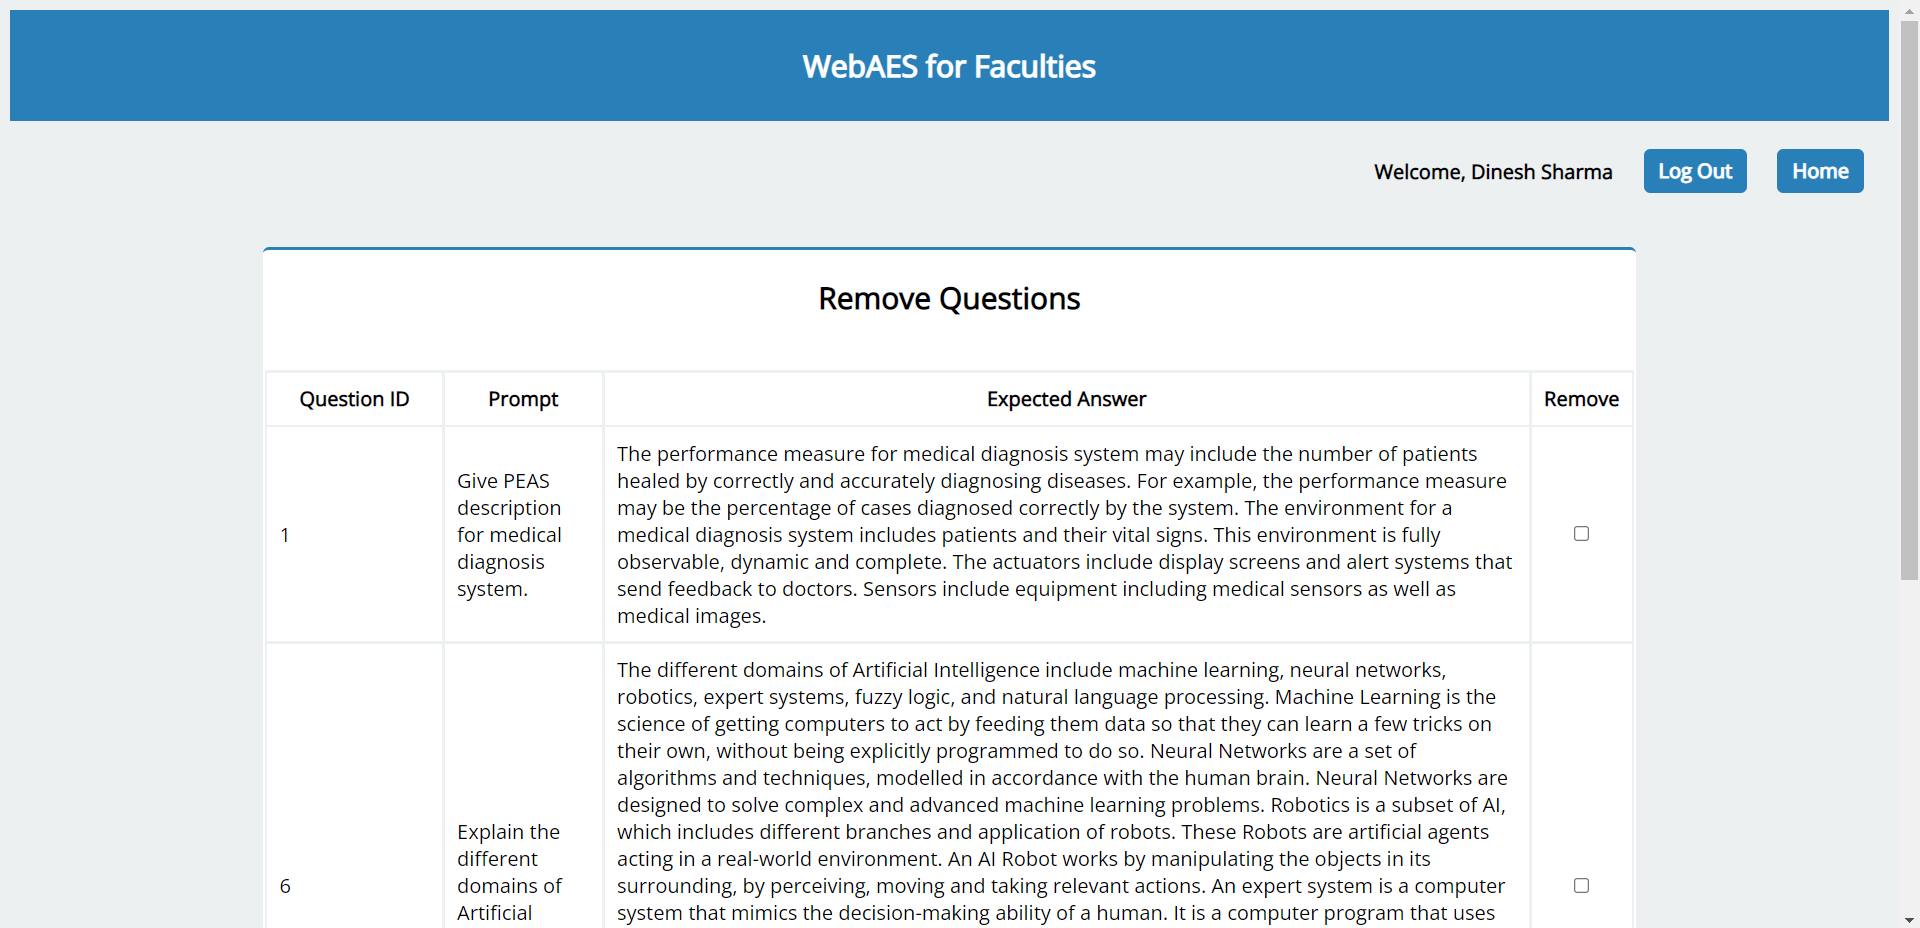 WebAES for Faculties
Welcome, Dinesh Sharma
Log Out
Home
Remove Questions
Question ID
Prompt
Expected Answer
Remove
1
Give PEAS
description
for medical
diagnosis
system.
The performance measure for medical diagnosis system may include the number of patients
healed by correctly and accurately diagnosing diseases. For example, the performance measure
may be the percentage of cases diagnosed correctly by the system. The environment for a
medical diagnosis system includes patients and their vital signs. This environment is fully
observable, dynamic and complete. The actuators include display screens and alert systems that
send feedback to doctors. Sensors include equipment including medical sensors as well as
medical images.
6
Explain the
different
domains of
Artificial
The different domains of Artificial Intelligence include machine learning, neural networks,
robotics, expert systems, fuzzy logic, and natural language processing. Machine Learning is the
science of getting computers to act by feeding them data so that they can learn a few tricks on
their own, without being explicitly programmed to do so. Neural Networks are a set of
algorithms and techniques, modelled in accordance with the human brain. Neural Networks are
designed to solve complex and advanced machine learning problems. Robotics is a subset of AI,
which includes different branches and application of robots. These Robots are artificial agents
acting in a real-world environment. An AI Robot works by manipulating the objects in its
surrounding, by perceiving, moving and taking relevant actions. An expert system is a computer
system that mimics the decision-making ability of a human. It is a computer program that uses